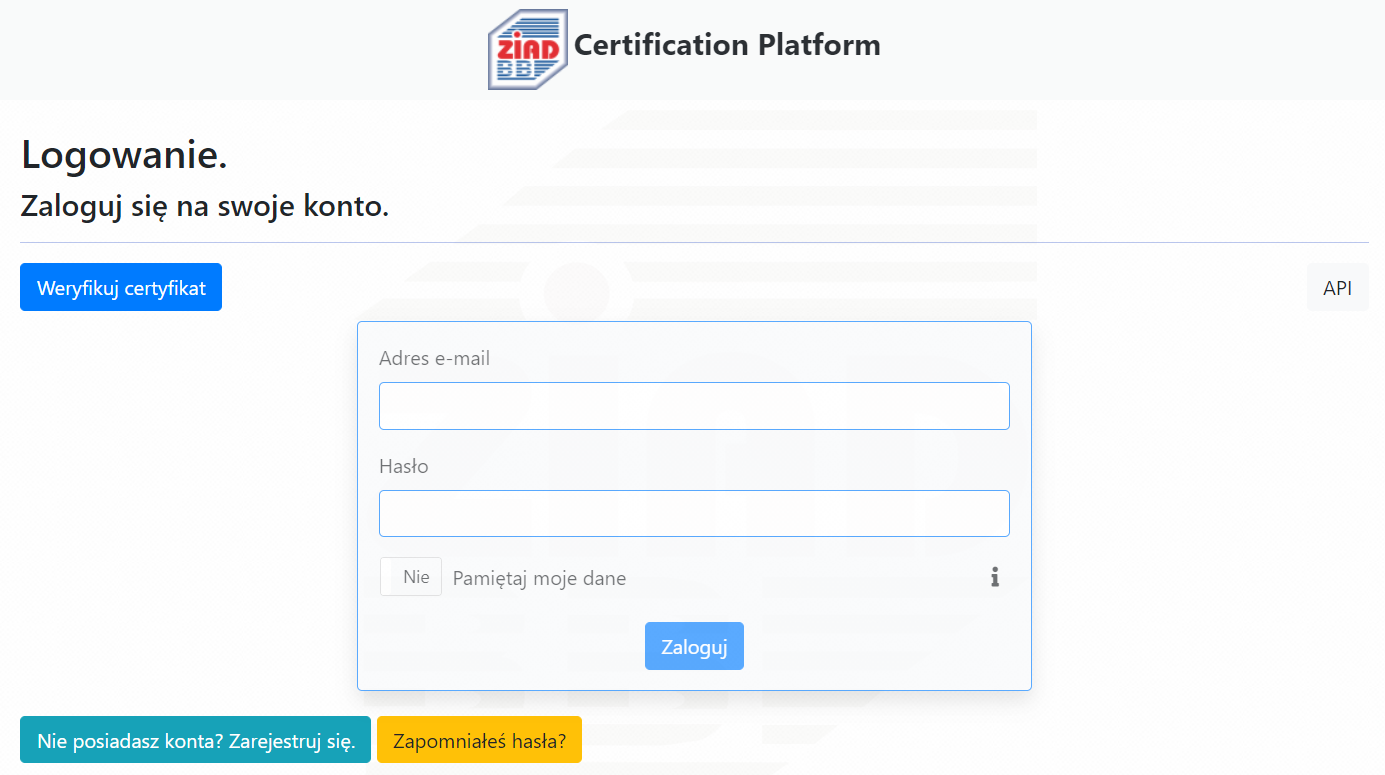 ZIAD
BBF
Certification Platform
Logowanie.
Zaloguj się na swoje konto.
Weryfikuj certyfikat
API
Adres e-mail
Hasło
Nie
Pamiętaj moje dane
Zaloguj
Nie posiadasz konta? Zarejestruj się.
Zapomniałeś hasła?